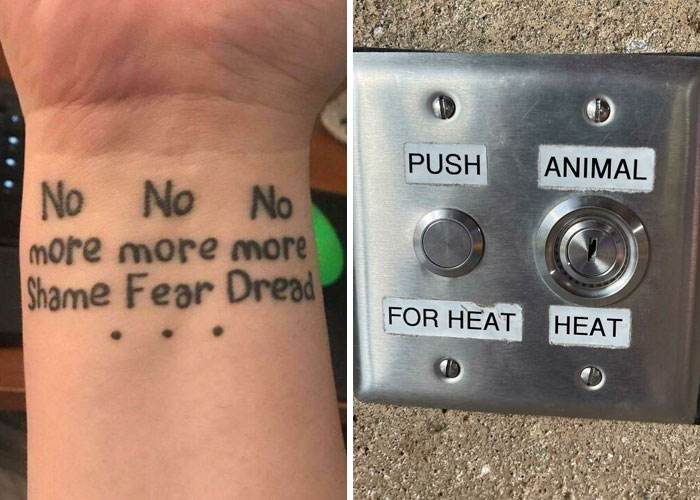 No No No
more more more
Shame Fear Dread
. . .
PUSH ANIMAL
FOR HEAT HEAT